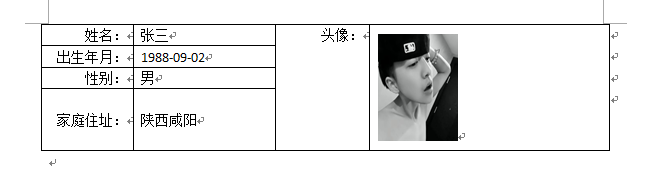 姓名： 张三 头像：
出生年月： 1988-09-02
性别： 男
家庭住址： 陕西咸阳